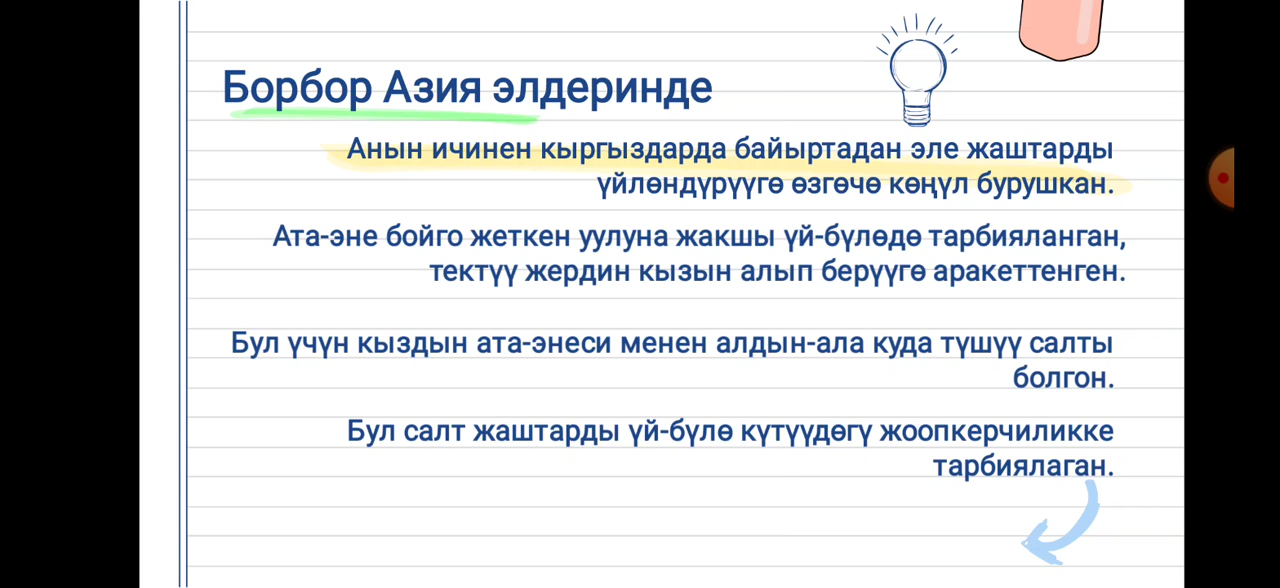 Борбор Азия элдеринде
Анын ичинен кыргыздарда байыртадан эле жаштарды
үйлөндүрүүгө өзгөчө көңүл бурушкан.
Ата-эне бойго жеткен уулуна жакшы үй-бүлөдө тарбияланган,
тектүү жердин кызын алып берүүгө аракеттенген.
Бул үчүн кыздын ата-энеси менен алдын-ала куда түшүү салты
болгон.
Бул салт жаштарды үй-бүлө күтүүдөгү жоопкерчиликке
тарбиялаган.